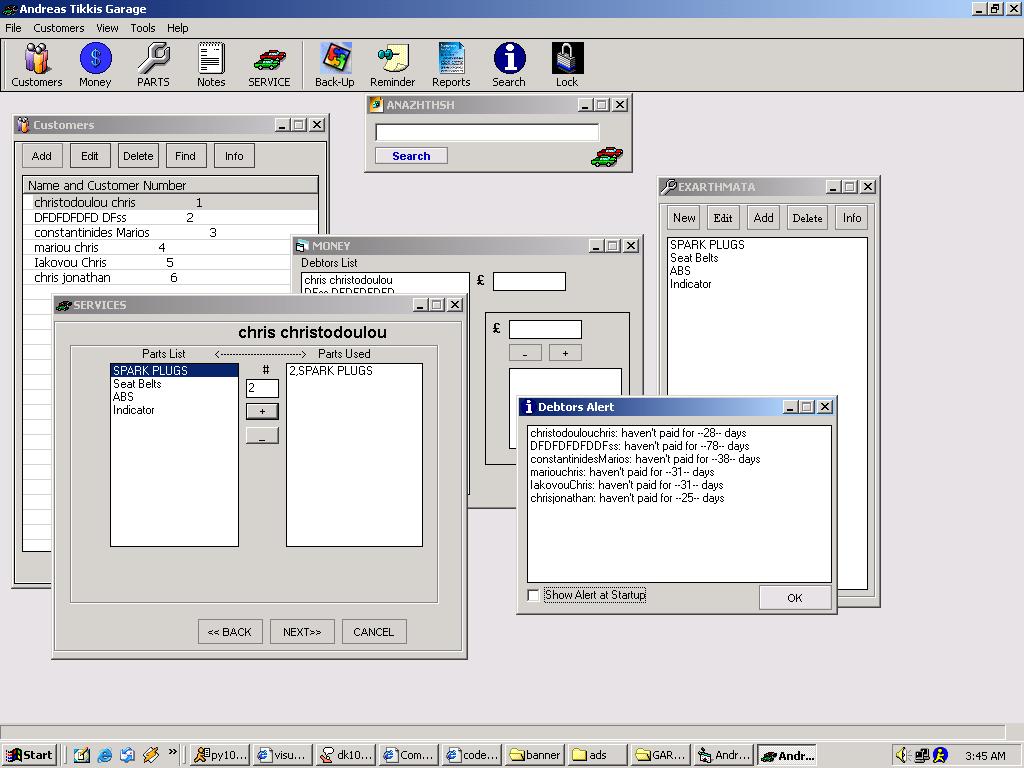 Andreas Tikkis Garage
File Customers View Tools Help
Customers Money PARTS Notes SERVICE Back-Up Reminder Reports Search Lock
ANAZHTHSH
Search
Customers
Add Edit Delete Find Info
Name and Customer Number
christodoulou chris 1
DFDFDFDFD DFss 2
constantinides Marios 3
mariou chris 4
Iakovou Chris 5
chris jonathan 6
EXARTHMATA
New Edit Add Delete Info
SPARK PLUGS
Seat Belts
ABS
Indicator
MONEY
Debtors List
chris christodoulou
DFss DFDFDFDFD
£
£
- +
SERVICES
chris christodoulou
Parts List <----------------------> Parts Used
SPARK PLUGS
Seat Belts
ABS
Indicator
#
2
+
_
2,SPARK PLUGS
<< BACK NEXT>> CANCEL
Debtors Alert
christodoulouchris: haven't paid for --28-- days
DFDFDFDFDDFss: haven't paid for --78-- days
constantinidesMarios: haven't paid for --38-- days
mariouchris: haven't paid for --31-- days
IakovouChris: haven't paid for --31-- days
chrisjonathan: haven't paid for --25-- days
Show Alert at Startup
OK
Start » py10... visu... dk10... Com... code... banner ads GAR... Andr... Andr... 3:45 AM